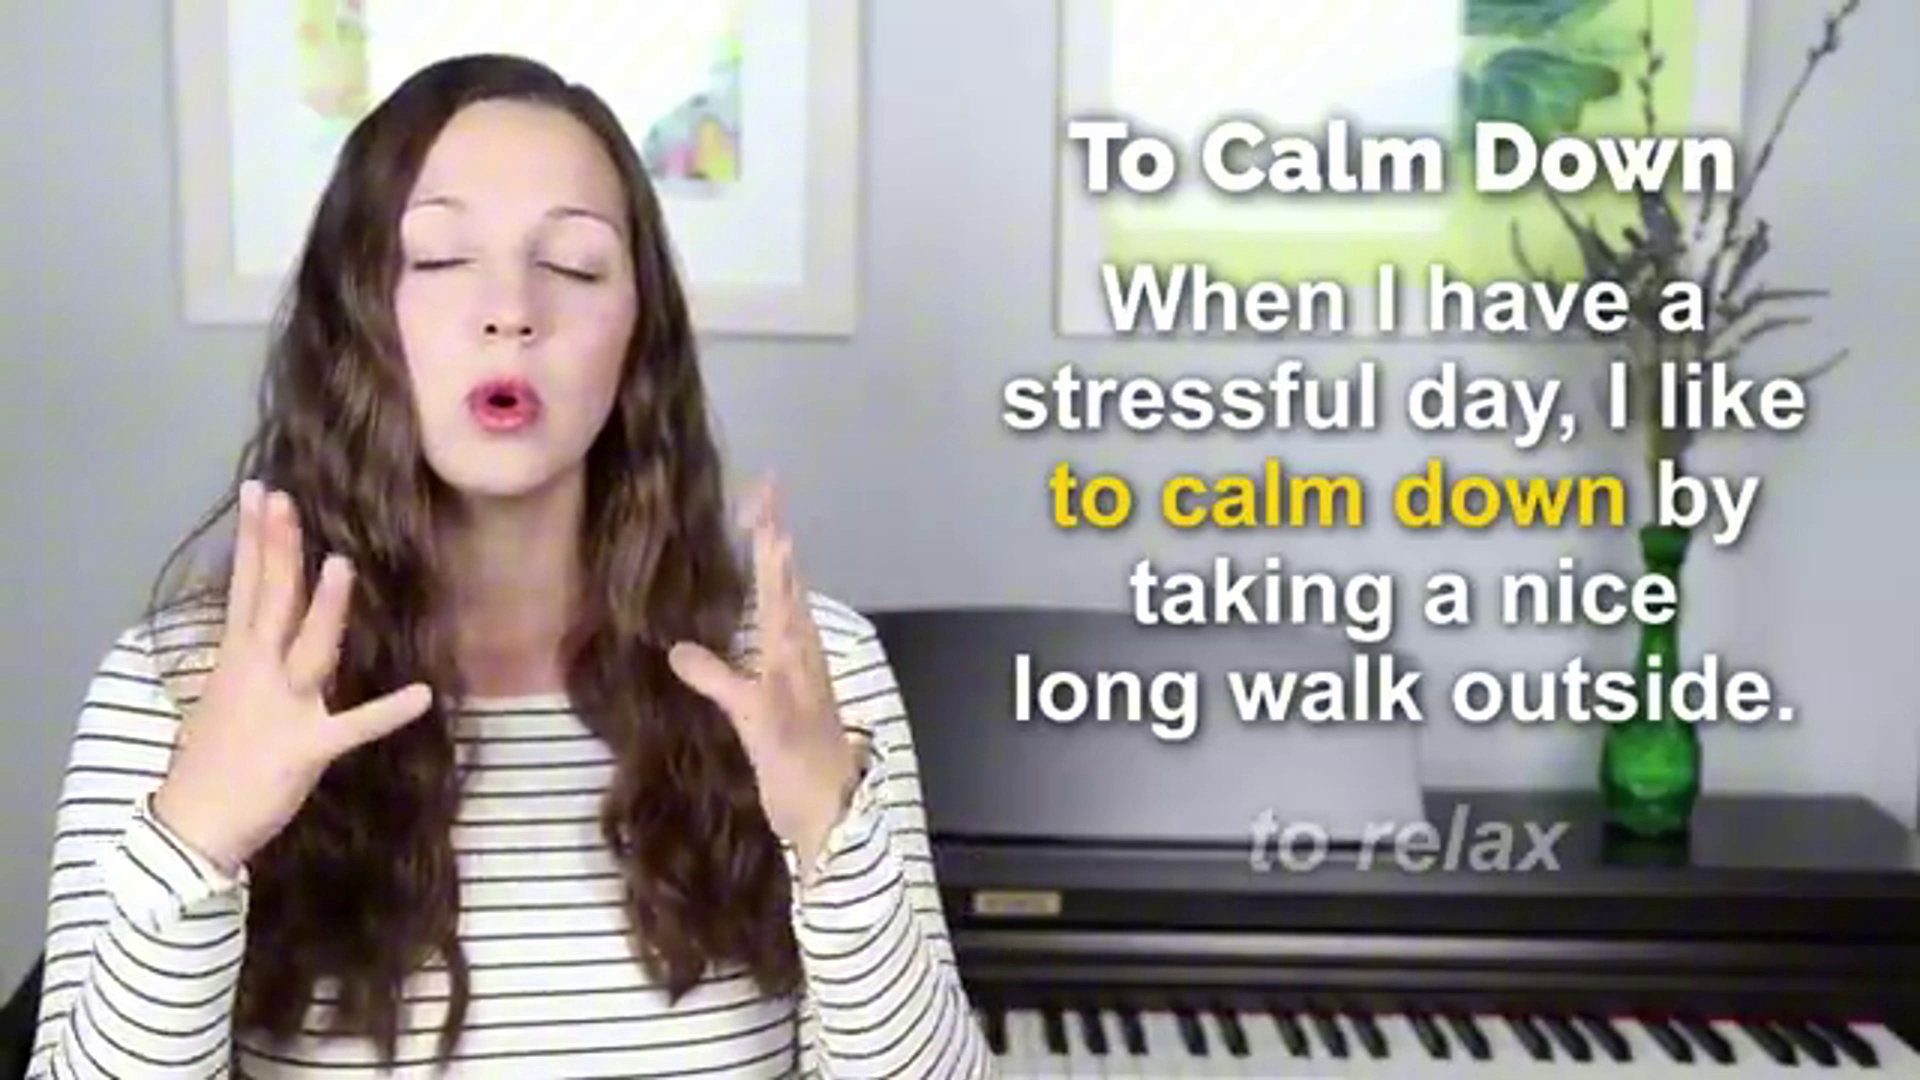 To Calm Down
When I have a
stressful day, I like
to calm down by
taking a nice
long walk outside.
to relax